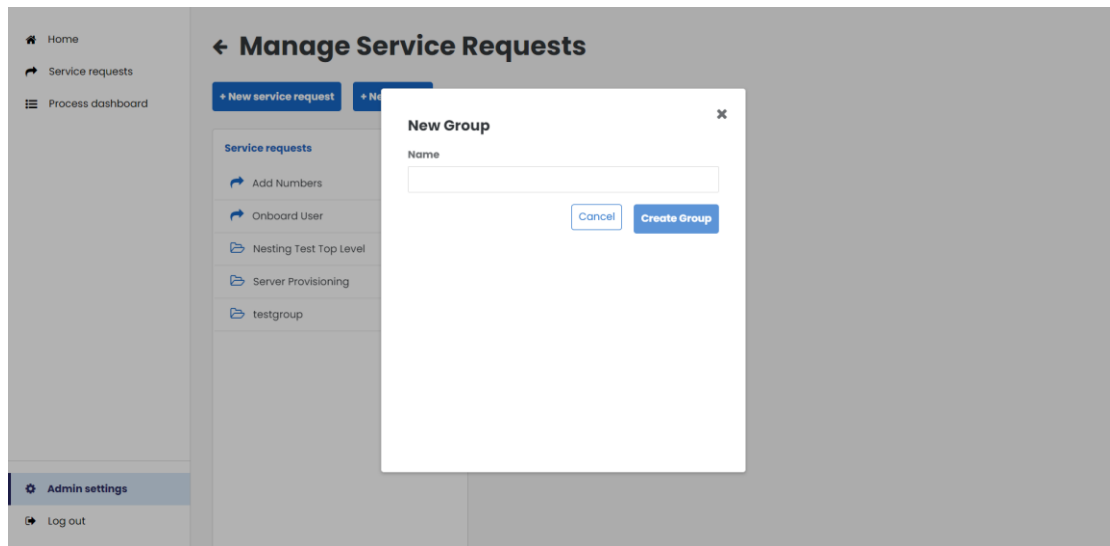 Home
Service requests
Process dashboard
Manage Service Requests
+ New service request
Service requests
Add Numbers
Onboard User
Nesting Test Top Level
Server Provisioning
testgroup
New Group
Name
Cancel
Create Group
Admin settings
Log out